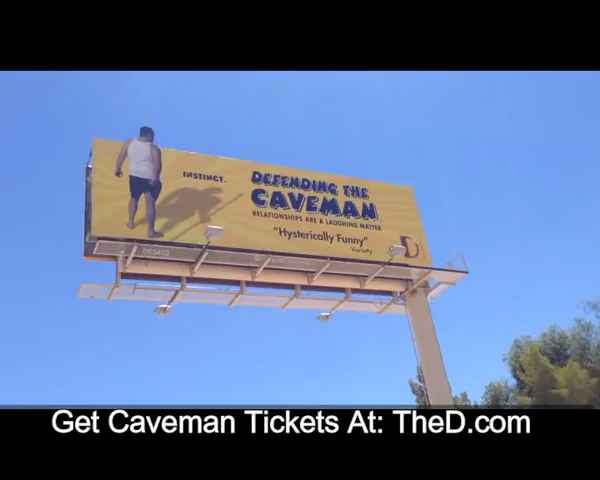 INSTINCT.
DEFENDING THE
CAVEMAN
RELATIONSHIPS ARE A LAUGHING MATTER
"Hysterically Funny"
Variety
D
Get Caveman Tickets At: TheD.com